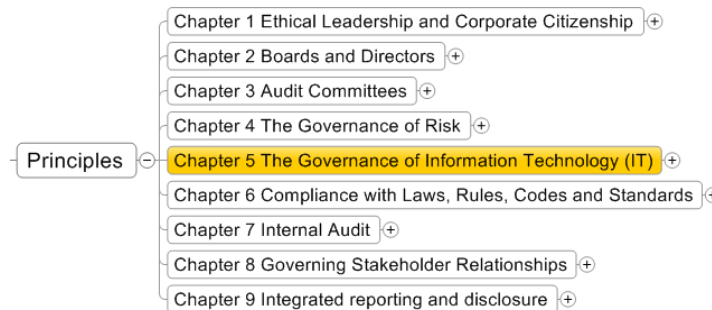 Chapter 1 Ethical Leadership and Corporate Citizenship
Chapter 2 Boards and Directors
Chapter 3 Audit Committees
Chapter 4 The Governance of Risk
Principles
Chapter 5 The Governance of Information Technology (IT)
Chapter 6 Compliance with Laws, Rules, Codes and Standards
Chapter 7 Internal Audit
Chapter 8 Governing Stakeholder Relationships
Chapter 9 Integrated reporting and disclosure